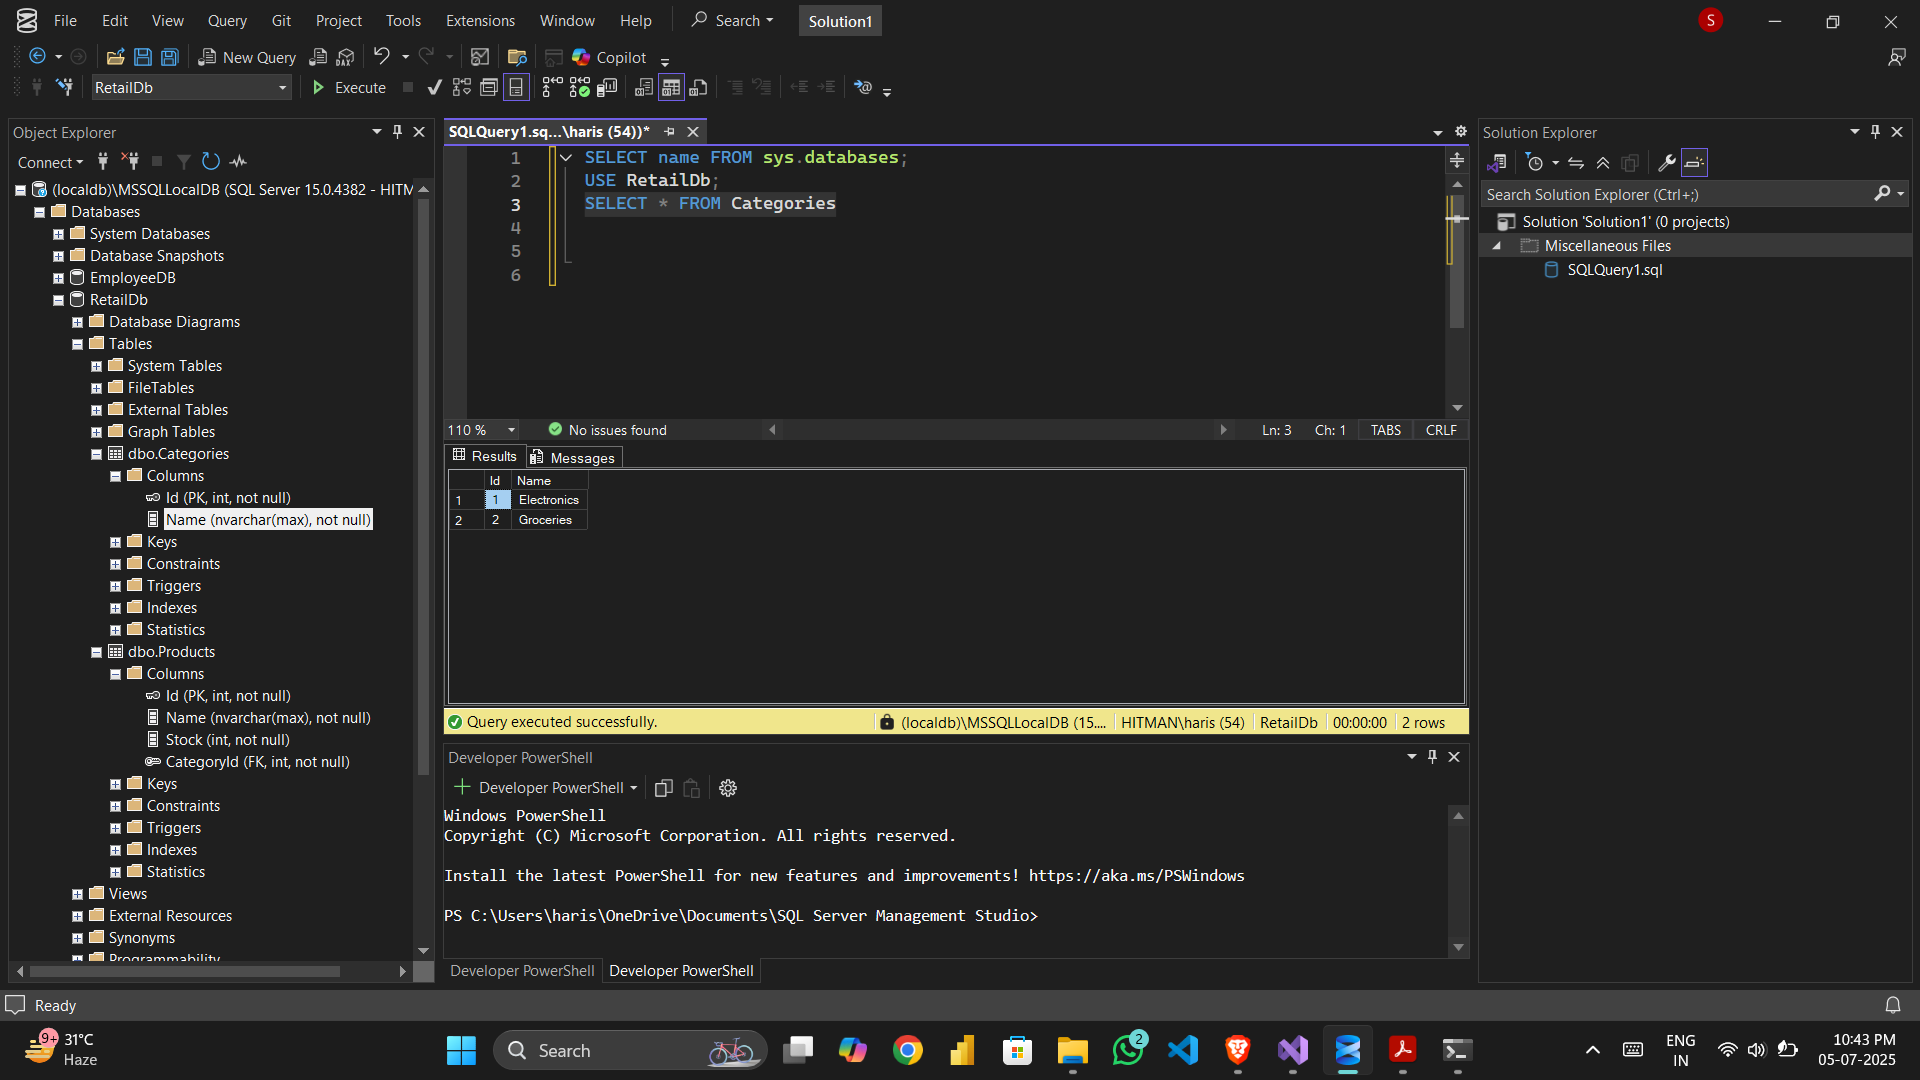 File Edit View Query Git Project Tools Extensions Window Help Search Solution1 S
New Query DAX Copilot
RetailDb Execute
Object Explorer
Connect
(localdb)\MSSQLLocalDB (SQL Server 15.0.4382 - HITM
Databases
System Databases
Database Snapshots
EmployeeDB
RetailDb
Database Diagrams
Tables
System Tables
FileTables
External Tables
Graph Tables
dbo.Categories
Columns
Id (PK, int, not null)
Name (nvarchar(max), not null)
Keys
Constraints
Triggers
Indexes
Statistics
dbo.Products
Columns
Id (PK, int, not null)
Name (nvarchar(max), not null)
Stock (int, not null)
CategoryId (FK, int, not null)
Keys
Constraints
Triggers
Indexes
Statistics
Views
External Resources
Synonyms
Programmability
SQLQuery1.sq...\haris (54))*
1 SELECT name FROM sys.databases;
2 USE RetailDb;
3 SELECT * FROM Categories
4
5
6
110 % No issues found Ln: 3 Ch: 1 TABS CRLF
Results Messages
Id Name
1 1 Electronics
2 2 Groceries
Query executed successfully. (localdb)\MSSQLLocalDB (15.... HITMAN\haris (54) RetailDb 00:00:00 2 rows
Developer PowerShell
Developer PowerShell
Windows PowerShell
Copyright (C) Microsoft Corporation. All rights reserved.
Install the latest PowerShell for new features and improvements! https://aka.ms/PSWindows
PS C:\Users\haris\OneDrive\Documents\SQL Server Management Studio>
Developer PowerShell Developer PowerShell
Solution Explorer
Search Solution Explorer (Ctrl+;)
Solution 'Solution1' (0 projects)
Miscellaneous Files
SQLQuery1.sql
Ready
9+ 31°C
Haze
Search
2
ENG
IN
10:43 PM
05-07-2025